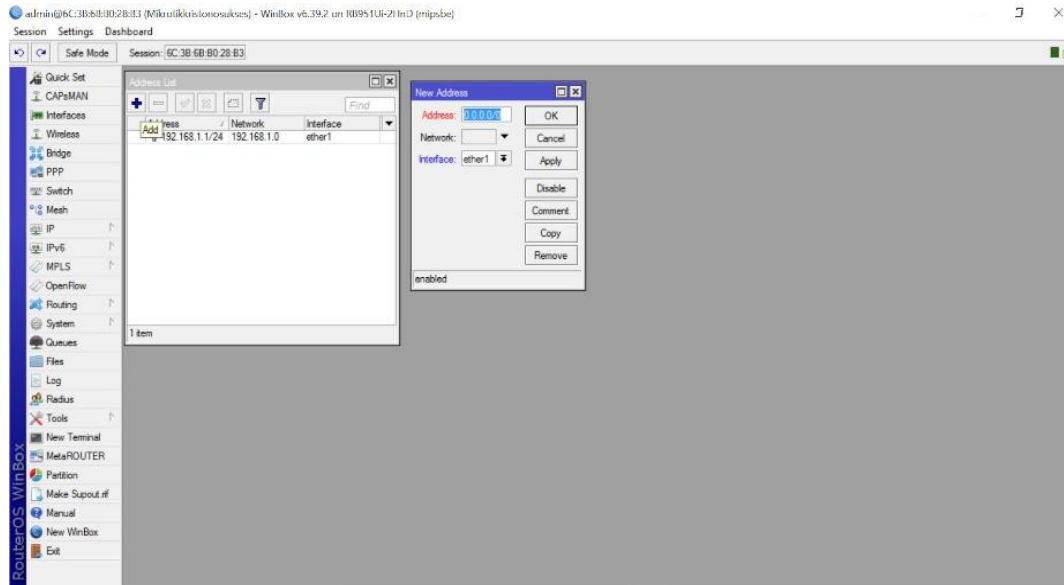 admin@6C:3B:6B:B0:28:B3 (Mikrotikkristonosukses) - WinBox v6.39.2 on RB951Ui-2HnD (mipsbe)
Session Settings Dashboard
Safe Mode Session: 6C:3B:6B:B0:28:B3
Quick Set
CAPsMAN
Interfaces
Wireless
Bridge
PPP
Switch
Mesh
IP
IPv6
MPLS
OpenFlow
Routing
System
Queues
Files
Log
Radius
Tools
New Terminal
MetaROUTER
Partition
Make Supout.rif
Manual
New WinBox
Exit
RouterOS WinBox
Address List
Find
Network Interface
Add
192.168.1.1/24 192.168.1.0 ether1
1 item
New Address
Address: 0.0.0.0/0
Network:
Interface: ether1
OK
Cancel
Apply
Disable
Comment
Copy
Remove
enabled